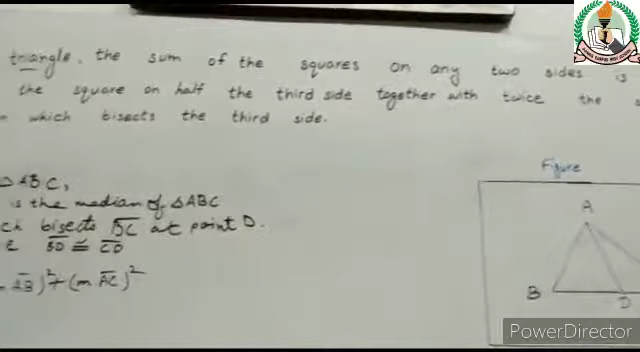 triangle, the sum of the squares on any two sides is
the square on half the third side together with twice the
which bisects the third side.
Figure
△ABC,
is the median of △ABC
bisects BC at point D.
BD ≅ CD
AB)²+(m AC)²
A
B
D
PowerDirector